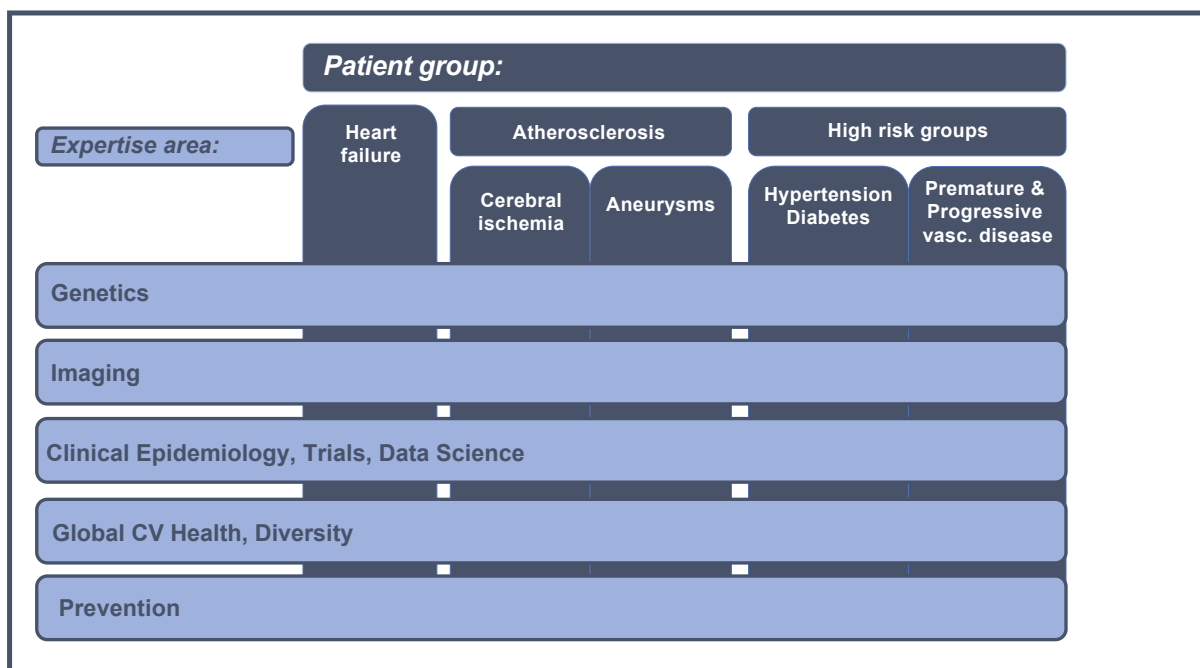 Patient group:
Expertise area:
Heart
failure
Atherosclerosis
High risk groups
Cerebral
ischemia
Aneurysms
Hypertension
Diabetes
Premature &
Progressive
vasc. disease
Genetics
Imaging
Clinical Epidemiology, Trials, Data Science
Global CV Health, Diversity
Prevention